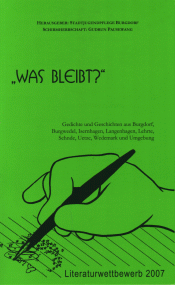 HERAUSGEBER: STADTJUGENDPFLEGE BURGDORF
SCHIRMHERRSCHAFT: GUDRUN PAUSEWANG
„WAS BLEIBT?“
Gedichte und Geschichten aus Burgdorf,
Burgwedel, Isernhagen, Langenhagen, Lehrte,
Sehnde, Uetze, Wedemark und Umgebung
Literaturwettbewerb 2007